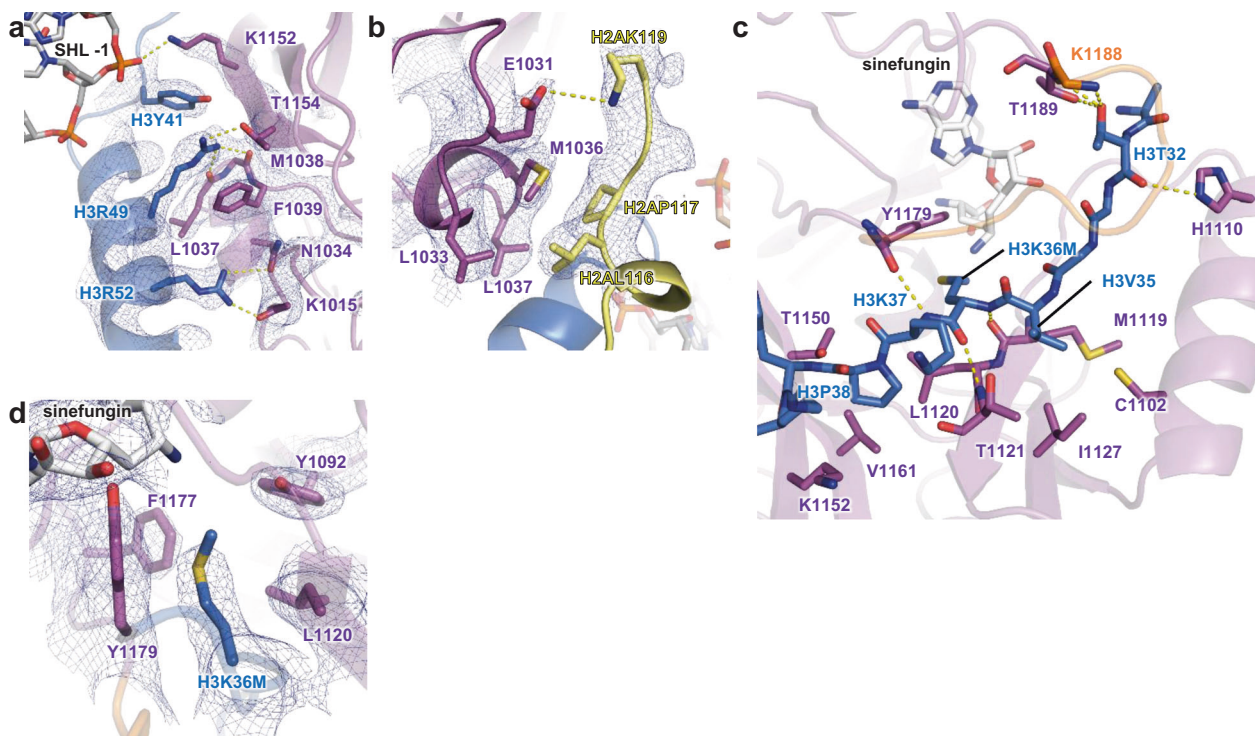 a
SHL -1
K1152
H3Y41
T1154
M1038
H3R49
F1039
L1037
N1034
H3R52
K1015
b
H2AK119
E1031
M1036
H2AP117
L1033
L1037
H2AL116
c
K1188
sinefungin
T1189
H3T32
Y1179
H1110
H3K36M
H3K37
H3V35
T1150
M1119
H3P38
L1120
C1102
T1121
I1127
V1161
K1152
d
sinefungin
Y1092
F1177
L1120
Y1179
H3K36M